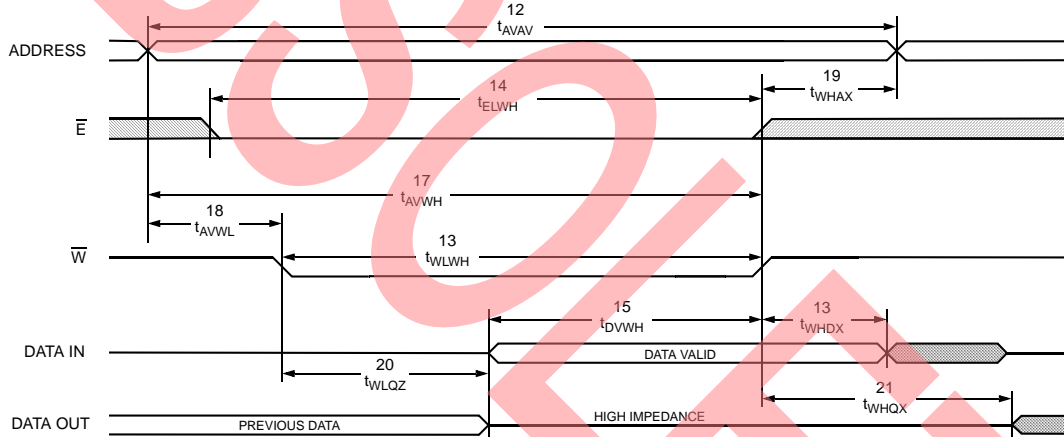 12
tAVAV
ADDRESS
14
tELWH
19
tWHAX
E
17
tAVWH
18
tAVWL
13
tWLWH
W
15
tDVWH
13
tWHDX
DATA IN
DATA VALID
20
tWLQZ
21
tWHQX
DATA OUT
PREVIOUS DATA
HIGH IMPEDANCE